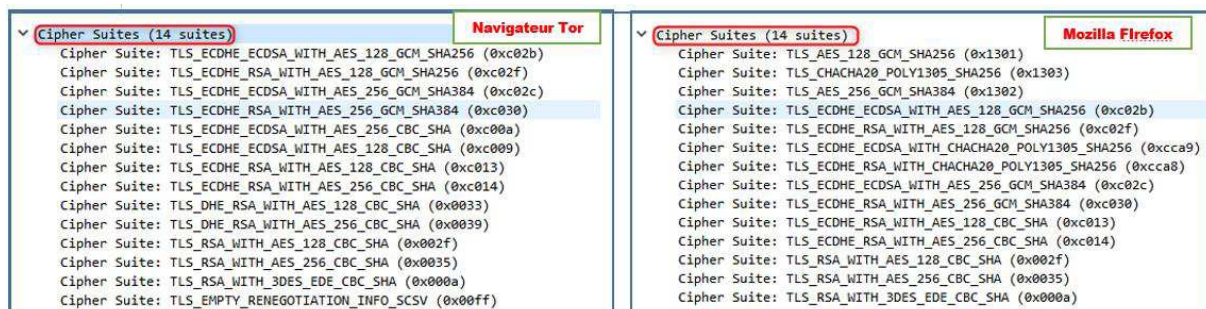 Cipher Suites (14 suites)
Navigateur Tor
Cipher Suite: TLS_ECDHE_ECDSA_WITH_AES_128_GCM_SHA256 (0xc02b)
Cipher Suite: TLS_ECDHE_RSA_WITH_AES_128_GCM_SHA256 (0xc02f)
Cipher Suite: TLS_ECDHE_ECDSA_WITH_AES_256_GCM_SHA384 (0xc02c)
Cipher Suite: TLS_ECDHE_RSA_WITH_AES_256_GCM_SHA384 (0xc030)
Cipher Suite: TLS_ECDHE_ECDSA_WITH_AES_256_CBC_SHA (0xc00a)
Cipher Suite: TLS_ECDHE_ECDSA_WITH_AES_128_CBC_SHA (0xc009)
Cipher Suite: TLS_ECDHE_RSA_WITH_AES_128_CBC_SHA (0xc013)
Cipher Suite: TLS_ECDHE_RSA_WITH_AES_256_CBC_SHA (0xc014)
Cipher Suite: TLS_DHE_RSA_WITH_AES_128_CBC_SHA (0x0033)
Cipher Suite: TLS_DHE_RSA_WITH_AES_256_CBC_SHA (0x0039)
Cipher Suite: TLS_RSA_WITH_AES_128_CBC_SHA (0x002f)
Cipher Suite: TLS_RSA_WITH_AES_256_CBC_SHA (0x0035)
Cipher Suite: TLS_RSA_WITH_3DES_EDE_CBC_SHA (0x000a)
Cipher Suite: TLS_EMPTY_RENEGOTIATION_INFO_SCSV (0x00ff)
Cipher Suites (14 suites)
Mozilla FIrefox
Cipher Suite: TLS_AES_128_GCM_SHA256 (0x1301)
Cipher Suite: TLS_CHACHA20_POLY1305_SHA256 (0x1303)
Cipher Suite: TLS_AES_256_GCM_SHA384 (0x1302)
Cipher Suite: TLS_ECDHE_ECDSA_WITH_AES_128_GCM_SHA256 (0xc02b)
Cipher Suite: TLS_ECDHE_RSA_WITH_AES_128_GCM_SHA256 (0xc02f)
Cipher Suite: TLS_ECDHE_ECDSA_WITH_CHACHA20_POLY1305_SHA256 (0xcca9)
Cipher Suite: TLS_ECDHE_RSA_WITH_CHACHA20_POLY1305_SHA256 (0xcca8)
Cipher Suite: TLS_ECDHE_ECDSA_WITH_AES_256_GCM_SHA384 (0xc02c)
Cipher Suite: TLS_ECDHE_RSA_WITH_AES_256_GCM_SHA384 (0xc030)
Cipher Suite: TLS_ECDHE_RSA_WITH_AES_128_CBC_SHA (0xc013)
Cipher Suite: TLS_ECDHE_RSA_WITH_AES_256_CBC_SHA (0xc014)
Cipher Suite: TLS_RSA_WITH_AES_128_CBC_SHA (0x002f)
Cipher Suite: TLS_RSA_WITH_AES_256_CBC_SHA (0x0035)
Cipher Suite: TLS_RSA_WITH_3DES_EDE_CBC_SHA (0x000a)